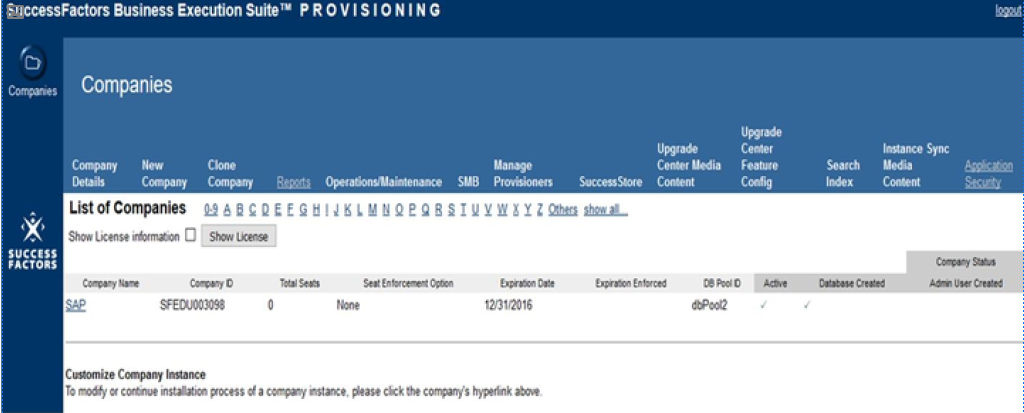 SuccessFactors Business Execution Suite™ PROVISIONING
logout
Companies
Companies
Company Details
New Company
Clone Company
Reports
Operations/Maintenance
SMB
Manage Provisioners
SuccessStore
Upgrade Center Media Content
Upgrade Center Feature Config
Search Index
Instance Sync Media Content
Application Security
List of Companies 0-9 A B C D E F G H I J K L M N O P Q R S T U V W X Y Z Others show all...
Show License information Show License
SUCCESS
FACTORS
Company Status
Company Name Company ID Total Seats Seat Enforcement Option Expiration Date Expiration Enforced DB Pool ID Active Database Created Admin User Created
SAP SFEDU003098 0 None 12/31/2016 dbPool2 ✓ ✓
Customize Company Instance
To modify or continue installation process of a company instance, please click the company's hyperlink above.